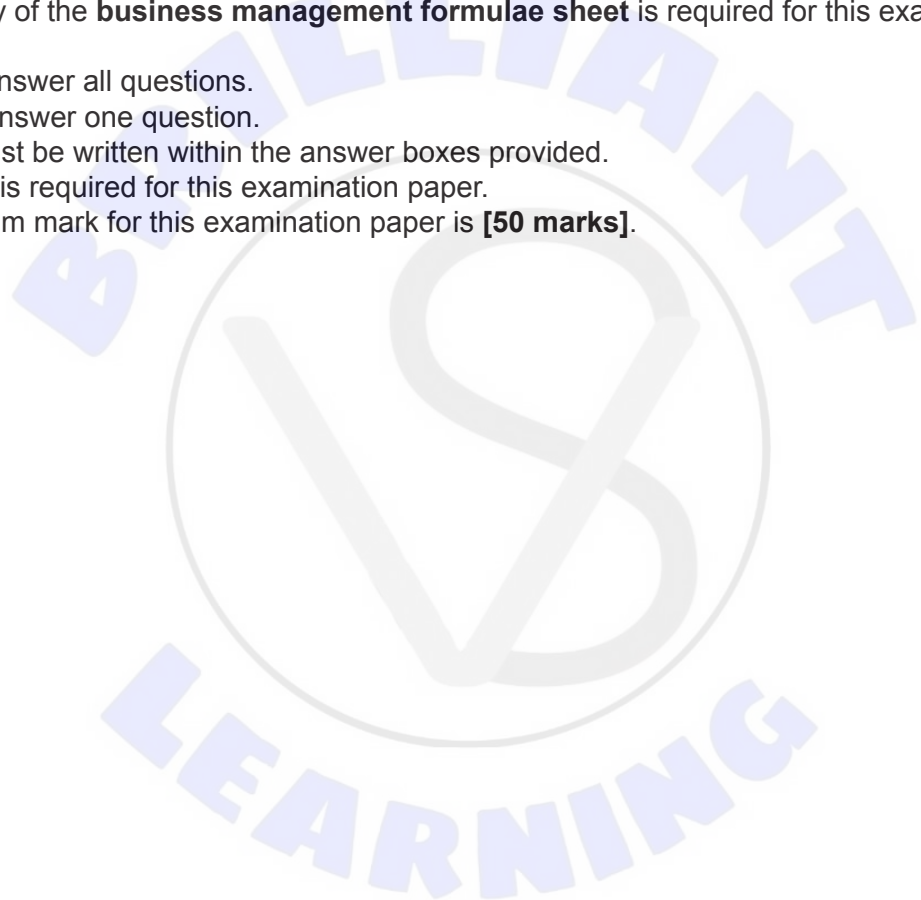 y of the business management formulae sheet is required for this exa
nswer all questions.
nswer one question.
st be written within the answer boxes provided.
is required for this examination paper.
m mark for this examination paper is [50 marks].
BRILLIANT
VS
LEARNING